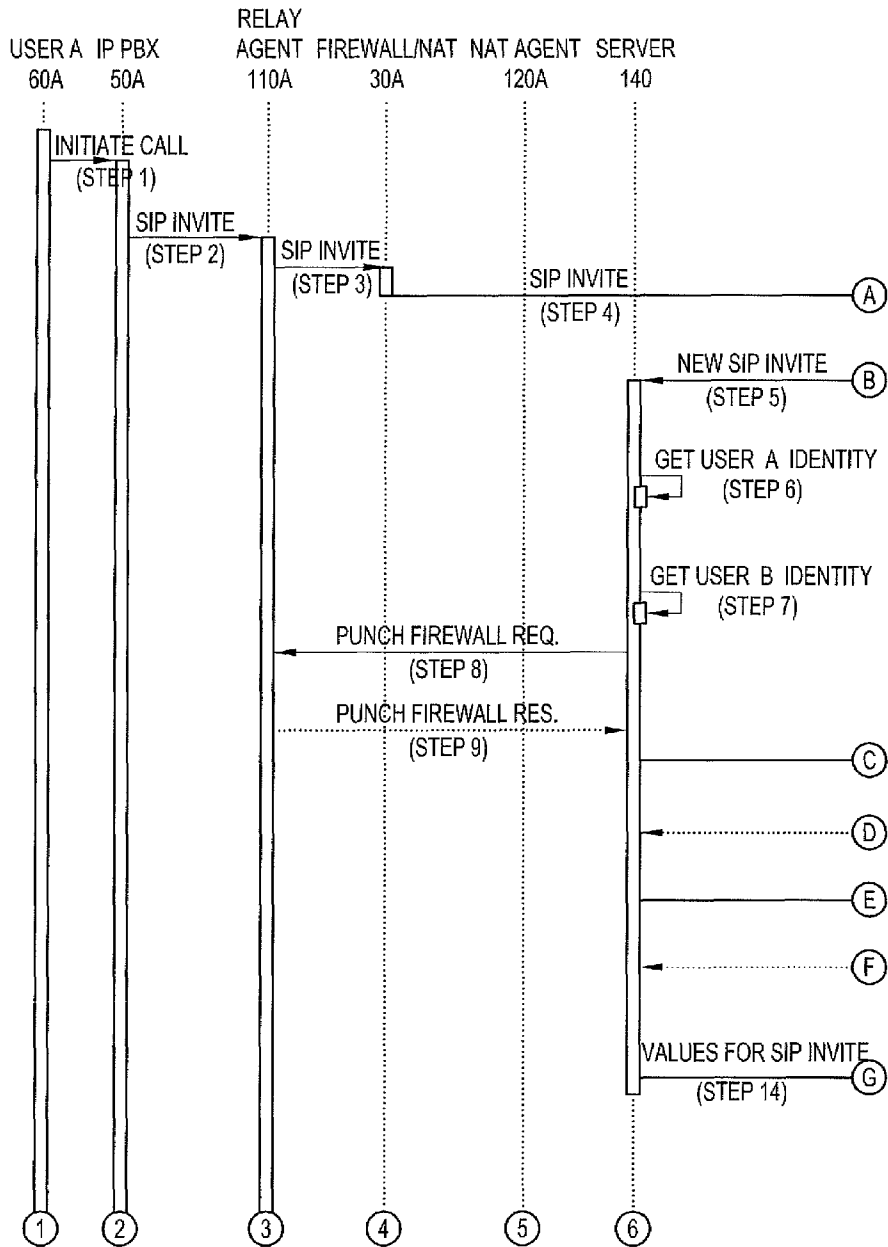 RELAY
USER A IP PBX AGENT FIREWALL/NAT NAT AGENT SERVER
60A 50A 110A 30A 120A 140
INITIATE CALL
(STEP 1)
SIP INVITE
(STEP 2)
SIP INVITE
(STEP 3)
SIP INVITE
(STEP 4)
A
NEW SIP INVITE
(STEP 5)
B
GET USER A IDENTITY
(STEP 6)
GET USER B IDENTITY
(STEP 7)
PUNCH FIREWALL REQ.
(STEP 8)
PUNCH FIREWALL RES.
(STEP 9)
C
D
E
F
VALUES FOR SIP INVITE
(STEP 14)
G
1 2 3 4 5 6